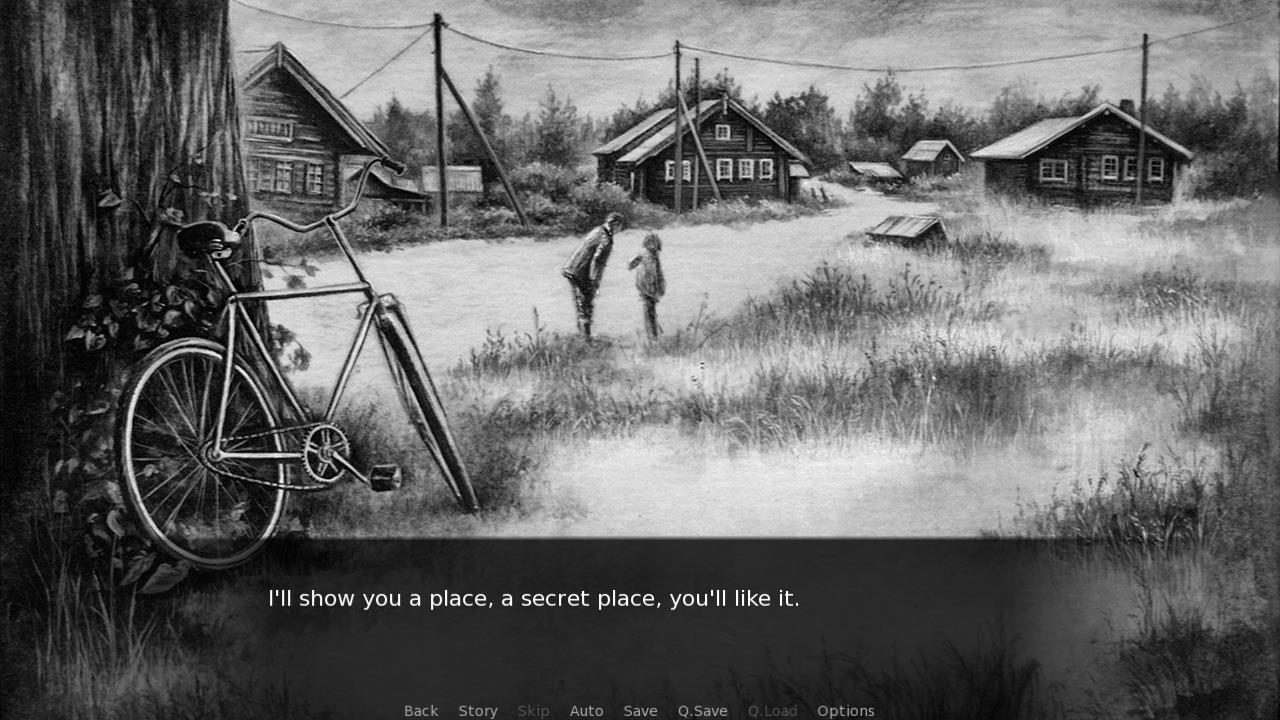 I'll show you a place, a secret place, you'll like it.
Back Story Skip Auto Save Q.Save Q.Load Options